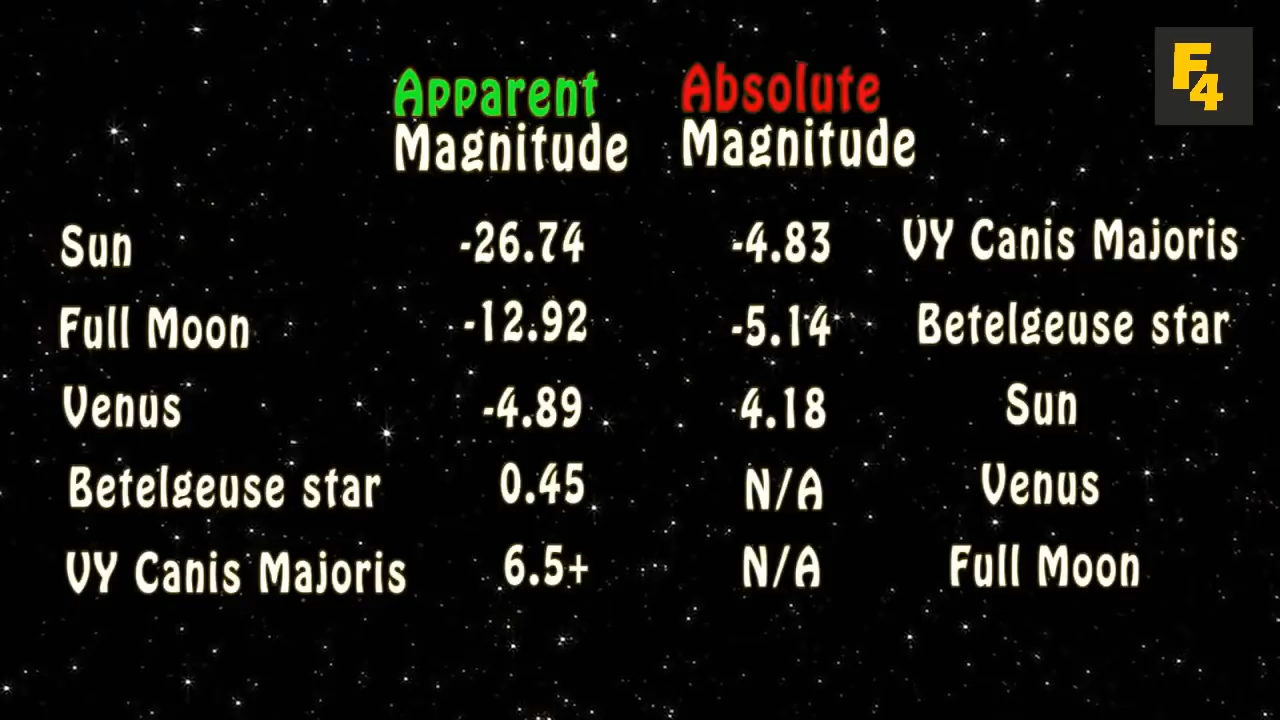 F4
Apparent Magnitude
Absolute Magnitude
Sun -26.74 -4.83 VY Canis Majoris
Full Moon -12.92 -5.14 Betelgeuse star
Venus -4.89 4.18 Sun
Betelgeuse star 0.45 N/A Venus
VY Canis Majoris 6.5+ N/A Full Moon